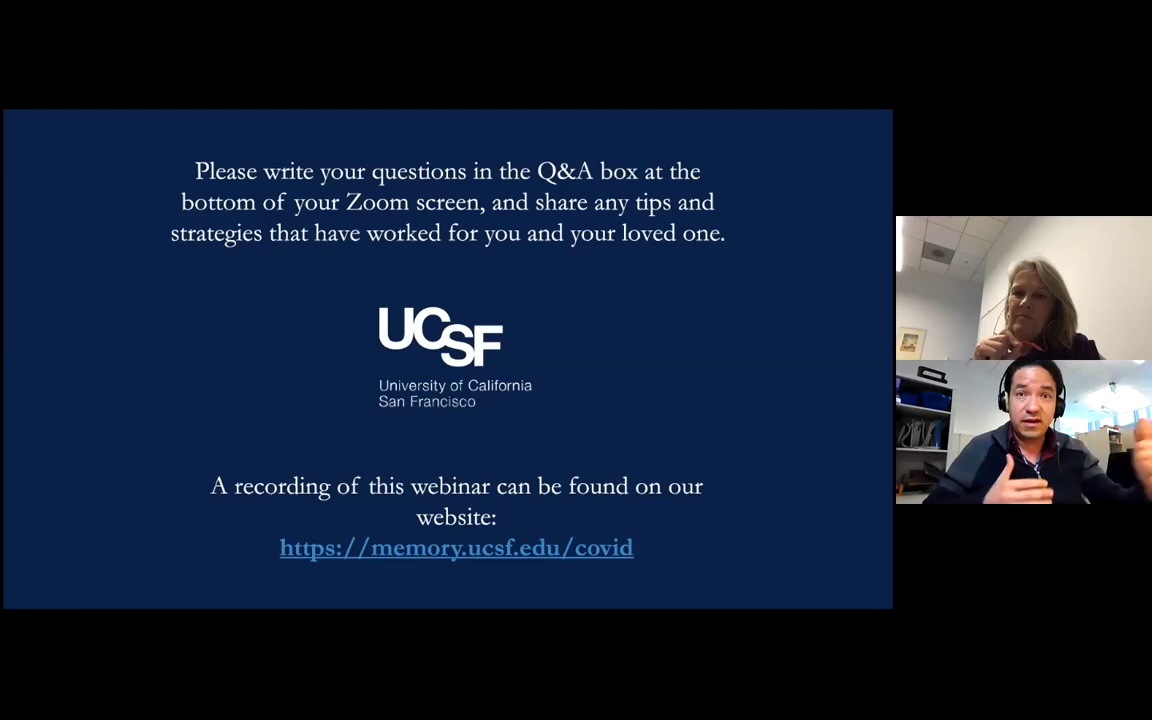 Please write your questions in the Q&A box at the
bottom of your Zoom screen, and share any tips and
strategies that have worked for you and your loved one.
UCSF
University of California
San Francisco
A recording of this webinar can be found on our
website:
https://memory.ucsf.edu/covid